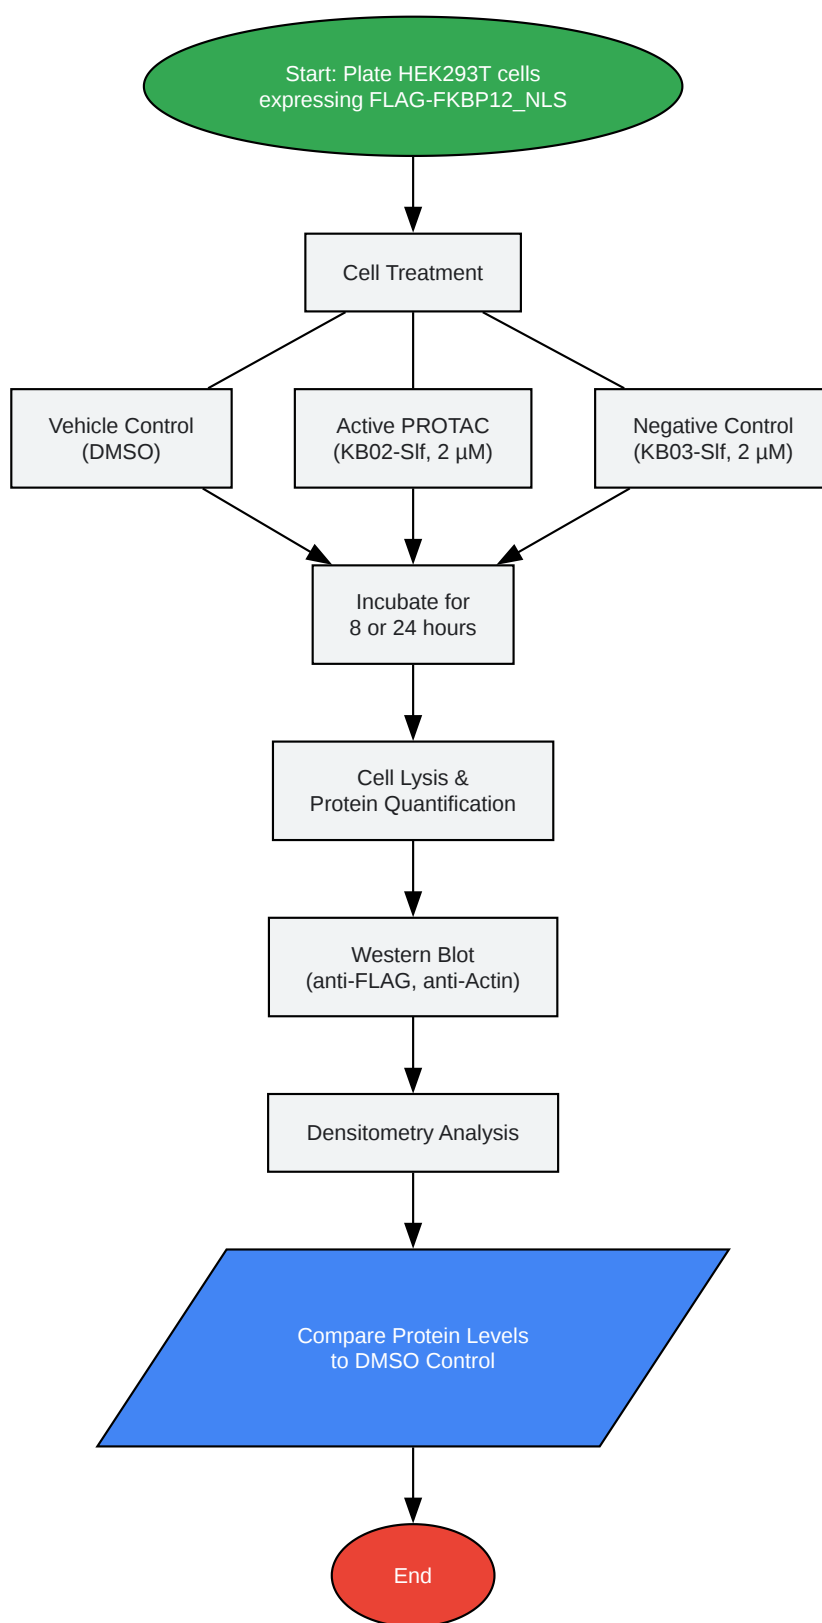 Start: Plate HEK293T cells
expressing FLAG-FKBP12_NLS
Cell Treatment
Vehicle Control
(DMSO)
Active PROTAC
(KB02-Slf, 2 µM)
Negative Control
(KB03-Slf, 2 µM)
Incubate for
8 or 24 hours
Cell Lysis &
Protein Quantification
Western Blot
(anti-FLAG, anti-Actin)
Densitometry Analysis
Compare Protein Levels
to DMSO Control
End